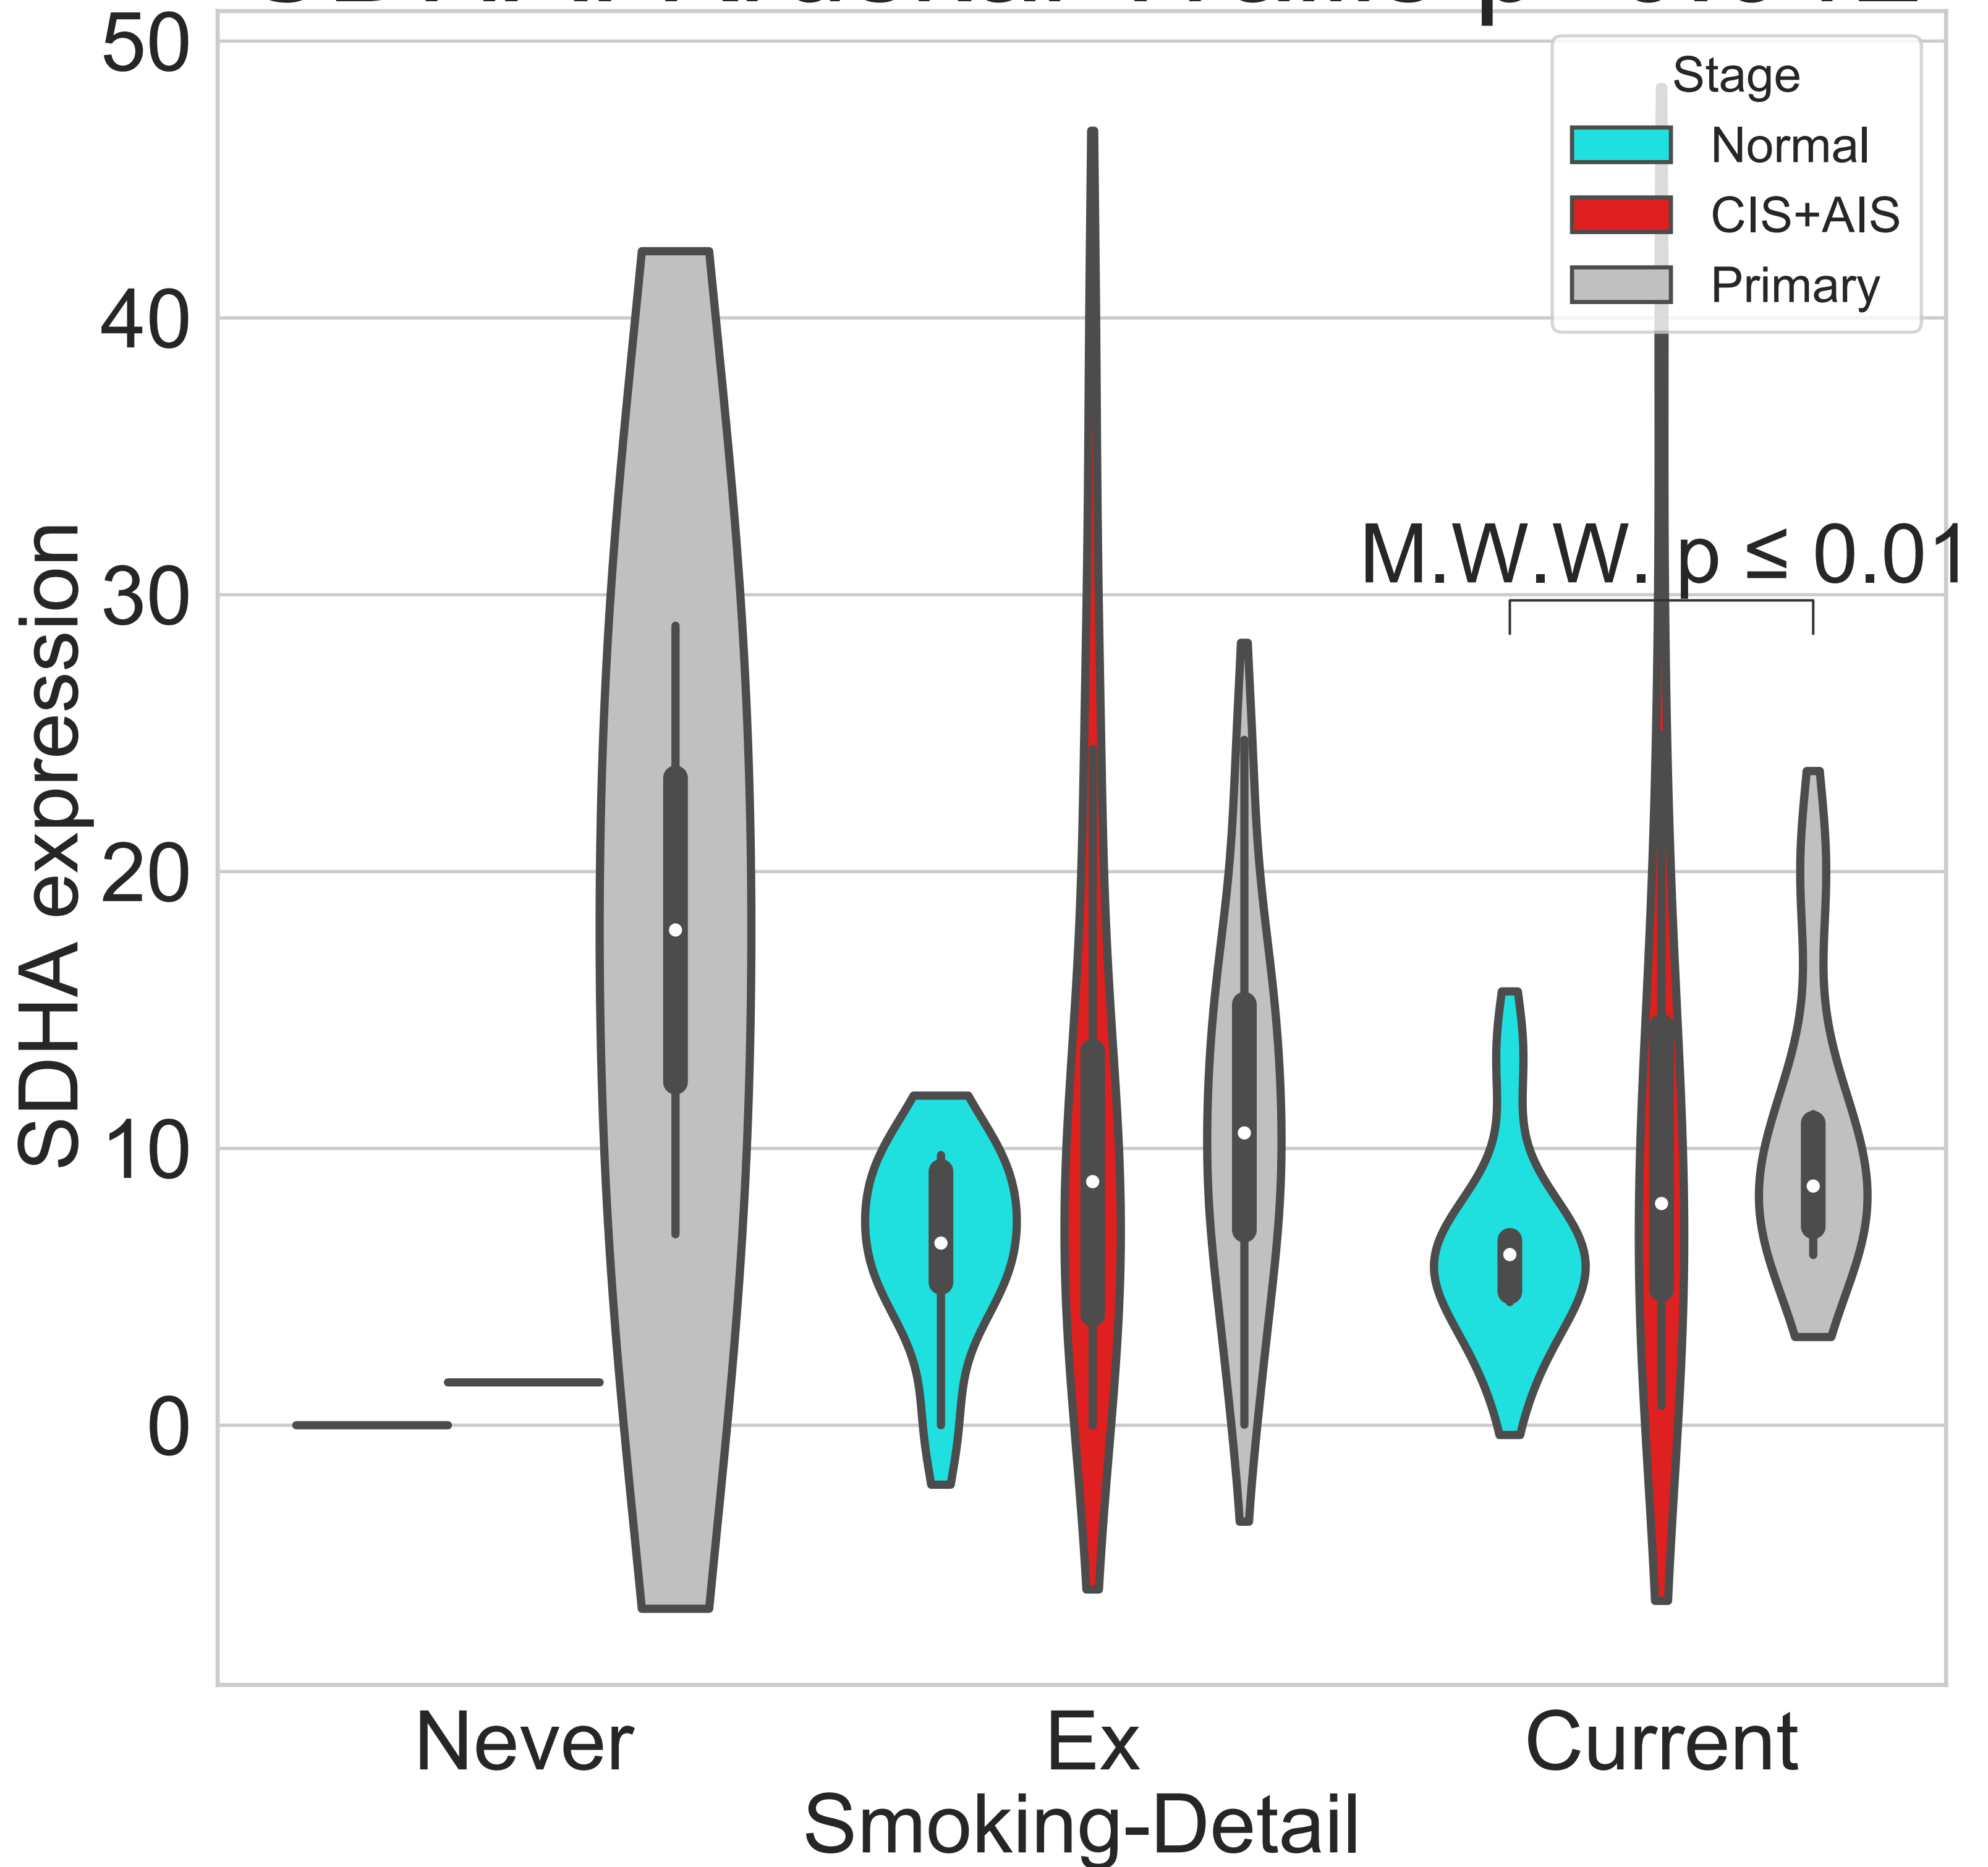 50
40
30
20
10
0
SDHA expression
Stage
Normal
CIS+AIS
Primary
M.W.W. p ≤ 0.01
Never
Ex
Current
Smoking-Detail